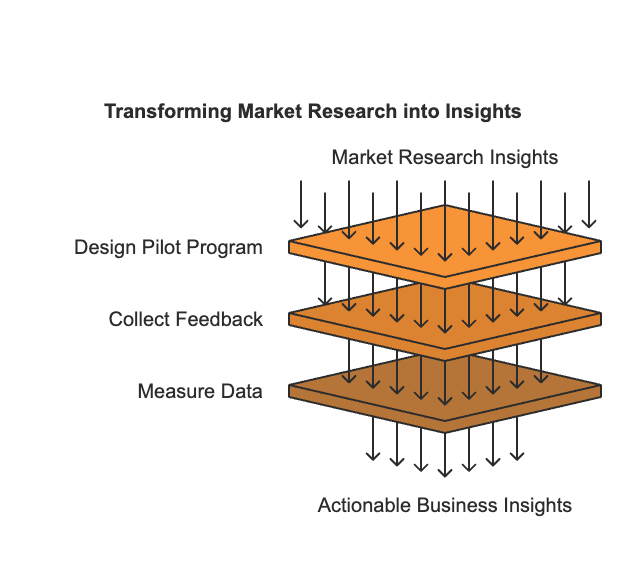 Transforming Market Research into Insights
Market Research Insights
Design Pilot Program
Collect Feedback
Measure Data
Actionable Business Insights